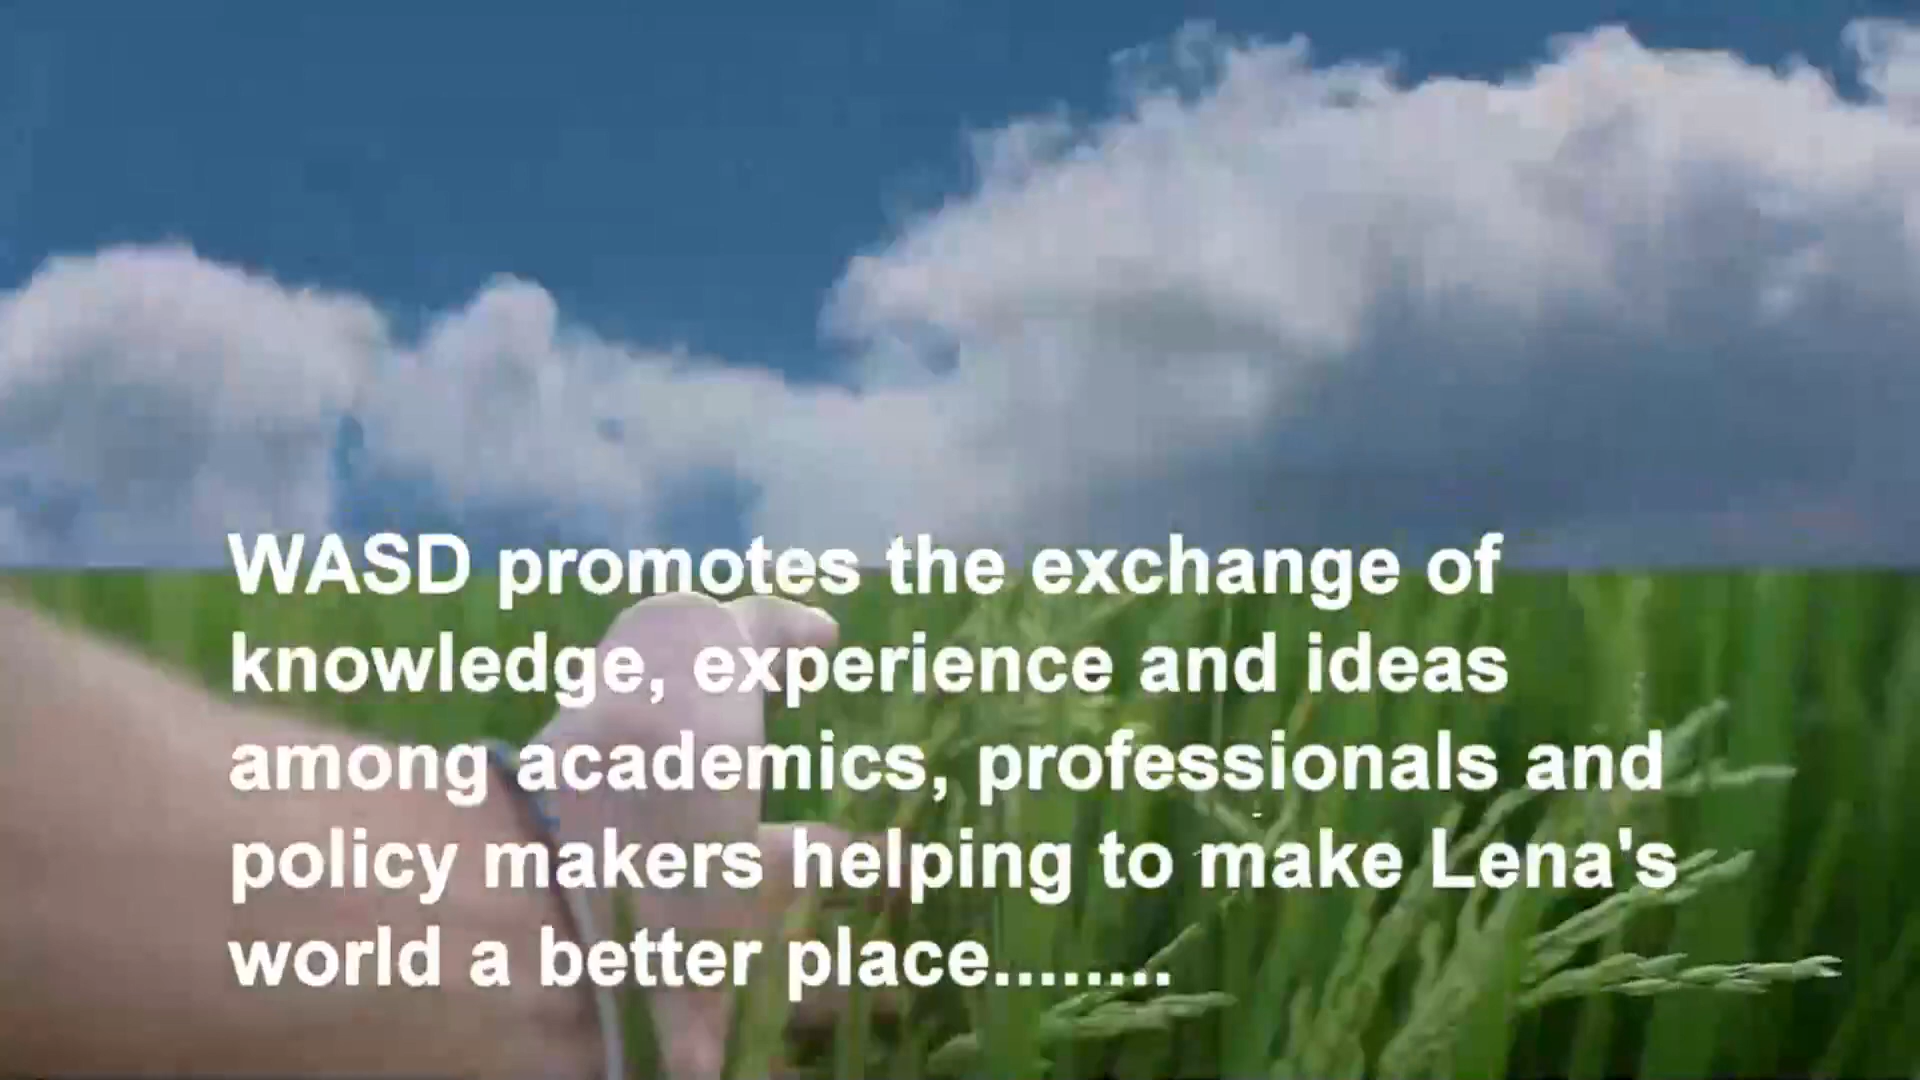 WASD promotes the exchange of
knowledge, experience and ideas
among academics, professionals and
policy makers helping to make Lena's
world a better place........